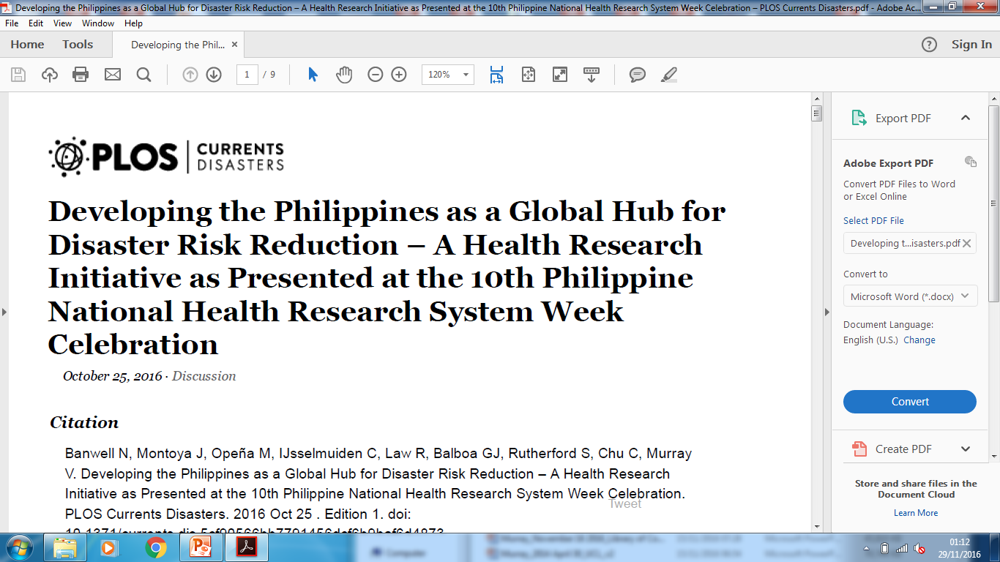 Developing the Philippines as a Global Hub for Disaster Risk Reduction – A Health Research Initiative as Presented at the 10th Philippine National Health Research System Week Celebration – PLOS Currents Disasters.pdf - Adobe Ac...
File Edit View Window Help
Home Tools Developing the Phil... × Sign In
1 / 9 120%
PLOS CURRENTS
DISASTERS
Developing the Philippines as a Global Hub for
Disaster Risk Reduction – A Health Research
Initiative as Presented at the 10th Philippine
National Health Research System Week
Celebration
October 25, 2016 · Discussion
Citation
Banwell N, Montoya J, Opeña M, IJsselmuiden C, Law R, Balboa GJ, Rutherford S, Chu C, Murray
V. Developing the Philippines as a Global Hub for Disaster Risk Reduction – A Health Research
Initiative as Presented at the 10th Philippine National Health Research System Week Celebration.
Tweet
PLOS Currents Disasters. 2016 Oct 25 . Edition 1. doi:
Export PDF
Adobe Export PDF
Convert PDF Files to Word
or Excel Online
Select PDF File
Developing t...isasters.pdf
Convert to
Microsoft Word (*.docx)
Document Language:
English (U.S.) Change
Convert
Create PDF
Store and share files in the
Document Cloud
Learn More
Computer
01:12
29/11/2016